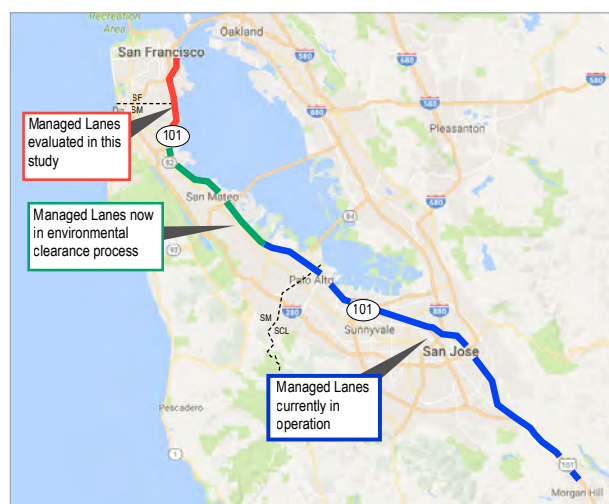 Recreation
Area
Oakland
San Francisco
580
580
680
SF
SM
Managed Lanes
evaluated in this
study
101
880
Pleasanton
82
San Mateo
84
Managed Lanes now
in environmental
clearance process
92
Palo Alto
280
SM
SCL
101
880
Sunnyvale
San Jose
Managed Lanes
currently in
operation
Pescadero
1
101
Morgan Hill